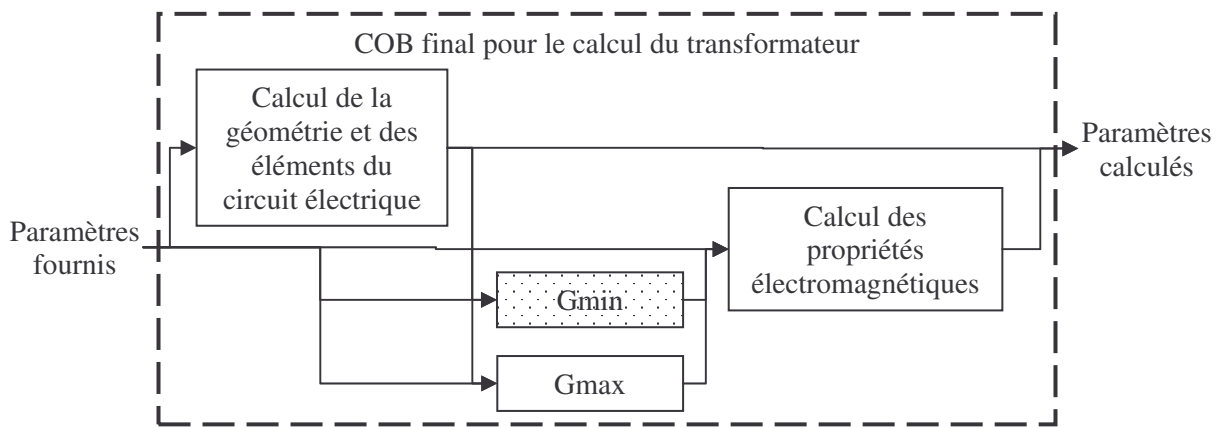 COB final pour le calcul du transformateur
Calcul de la
géométrie et des
éléments du
circuit électrique
Paramètres
calculés
Paramètres
fournis
Calcul des
propriétés
électromagnétiques
Gmin
Gmax